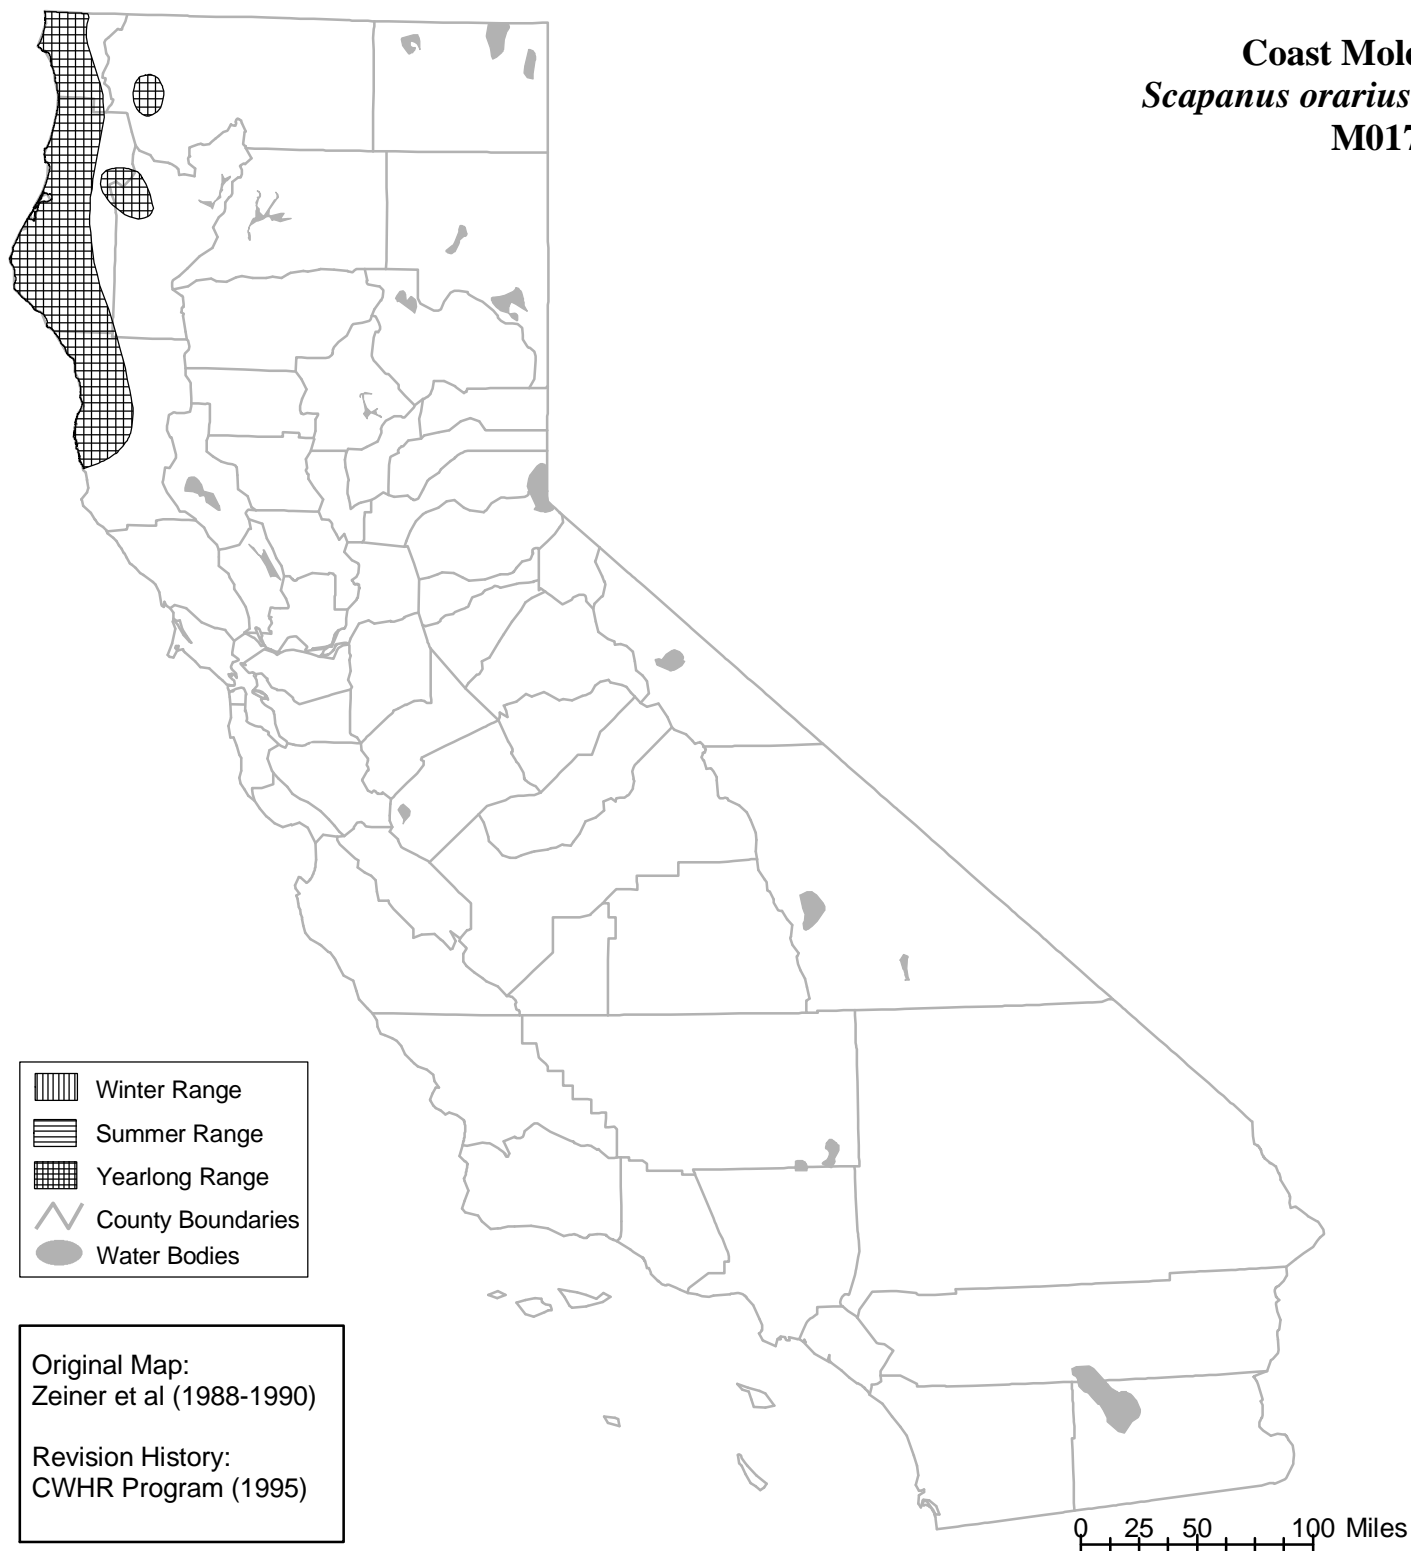 Coast Mole
Scapanus orarius
M017
Winter Range
Summer Range
Yearlong Range
County Boundaries
Water Bodies
Original Map:
Zeiner et al (1988-1990)
Revision History:
CWHR Program (1995)
0 25 50 100 Miles